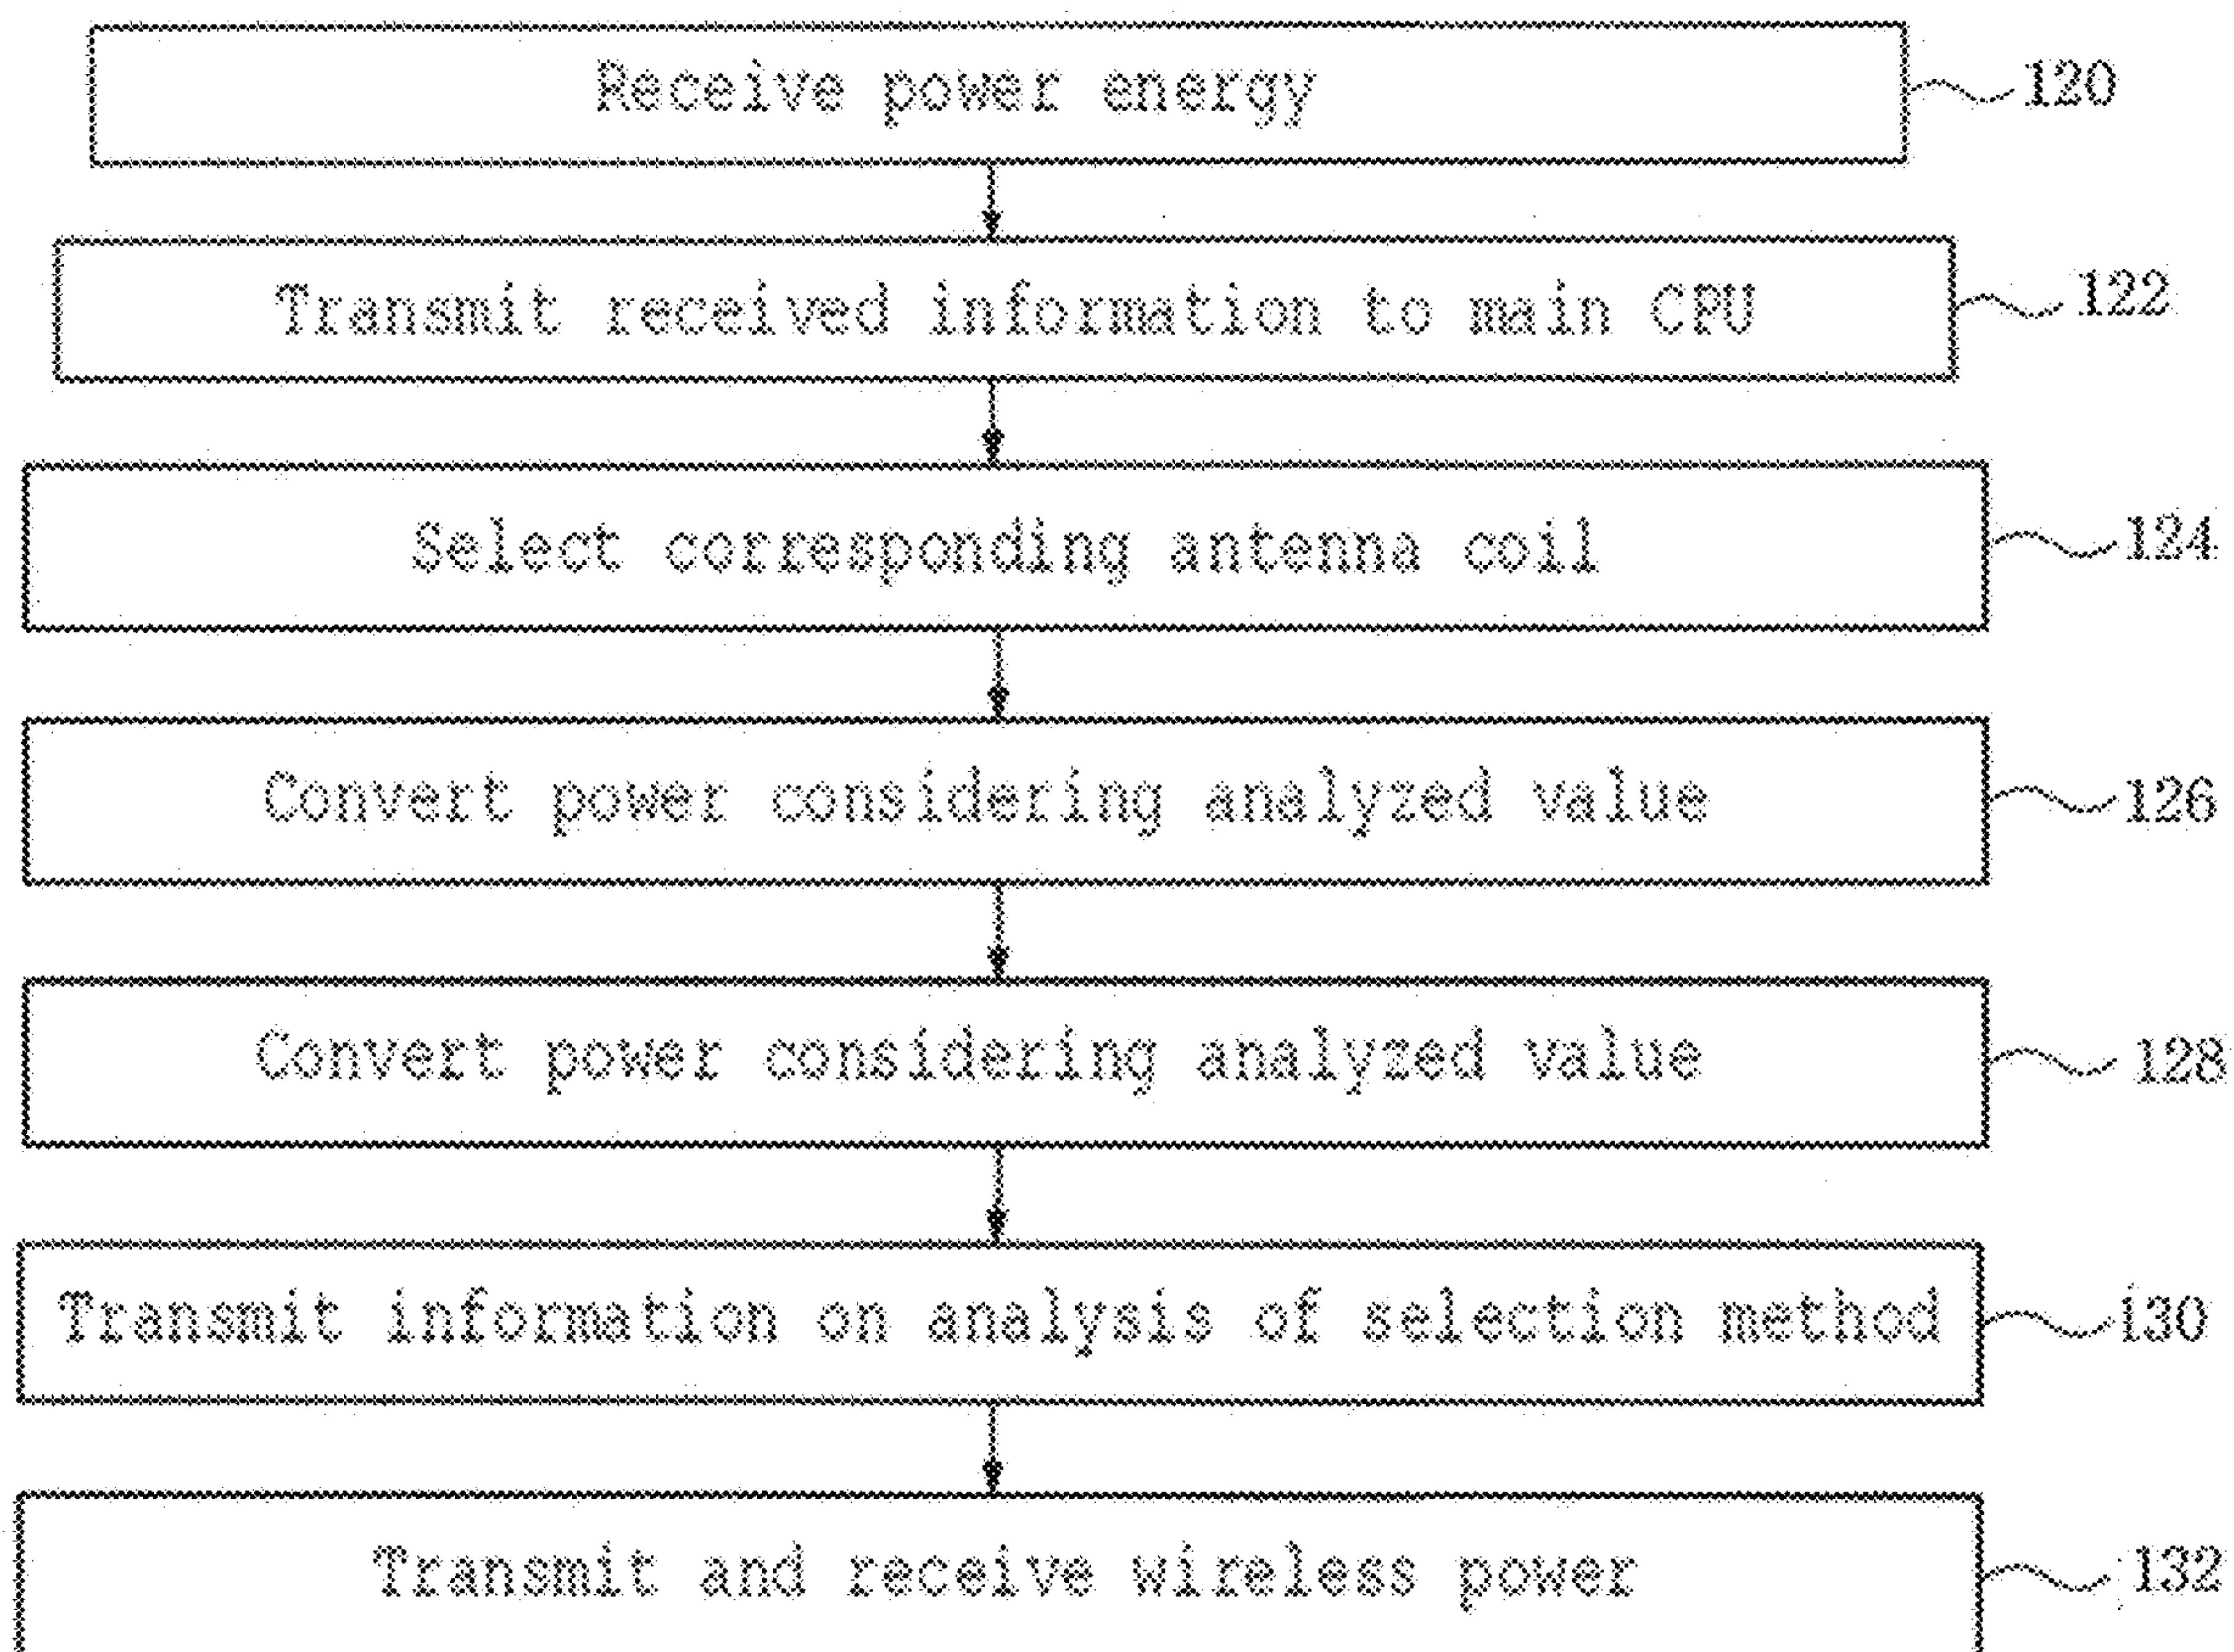 Receive power energy 120
Transmit received information to main CPU 122
Select corresponding antenna coil 124
Convert power considering analyzed value 126
Convert power considering analyzed value 128
Transmit information on analysis of selection method 130
Transmit and receive wireless power 132